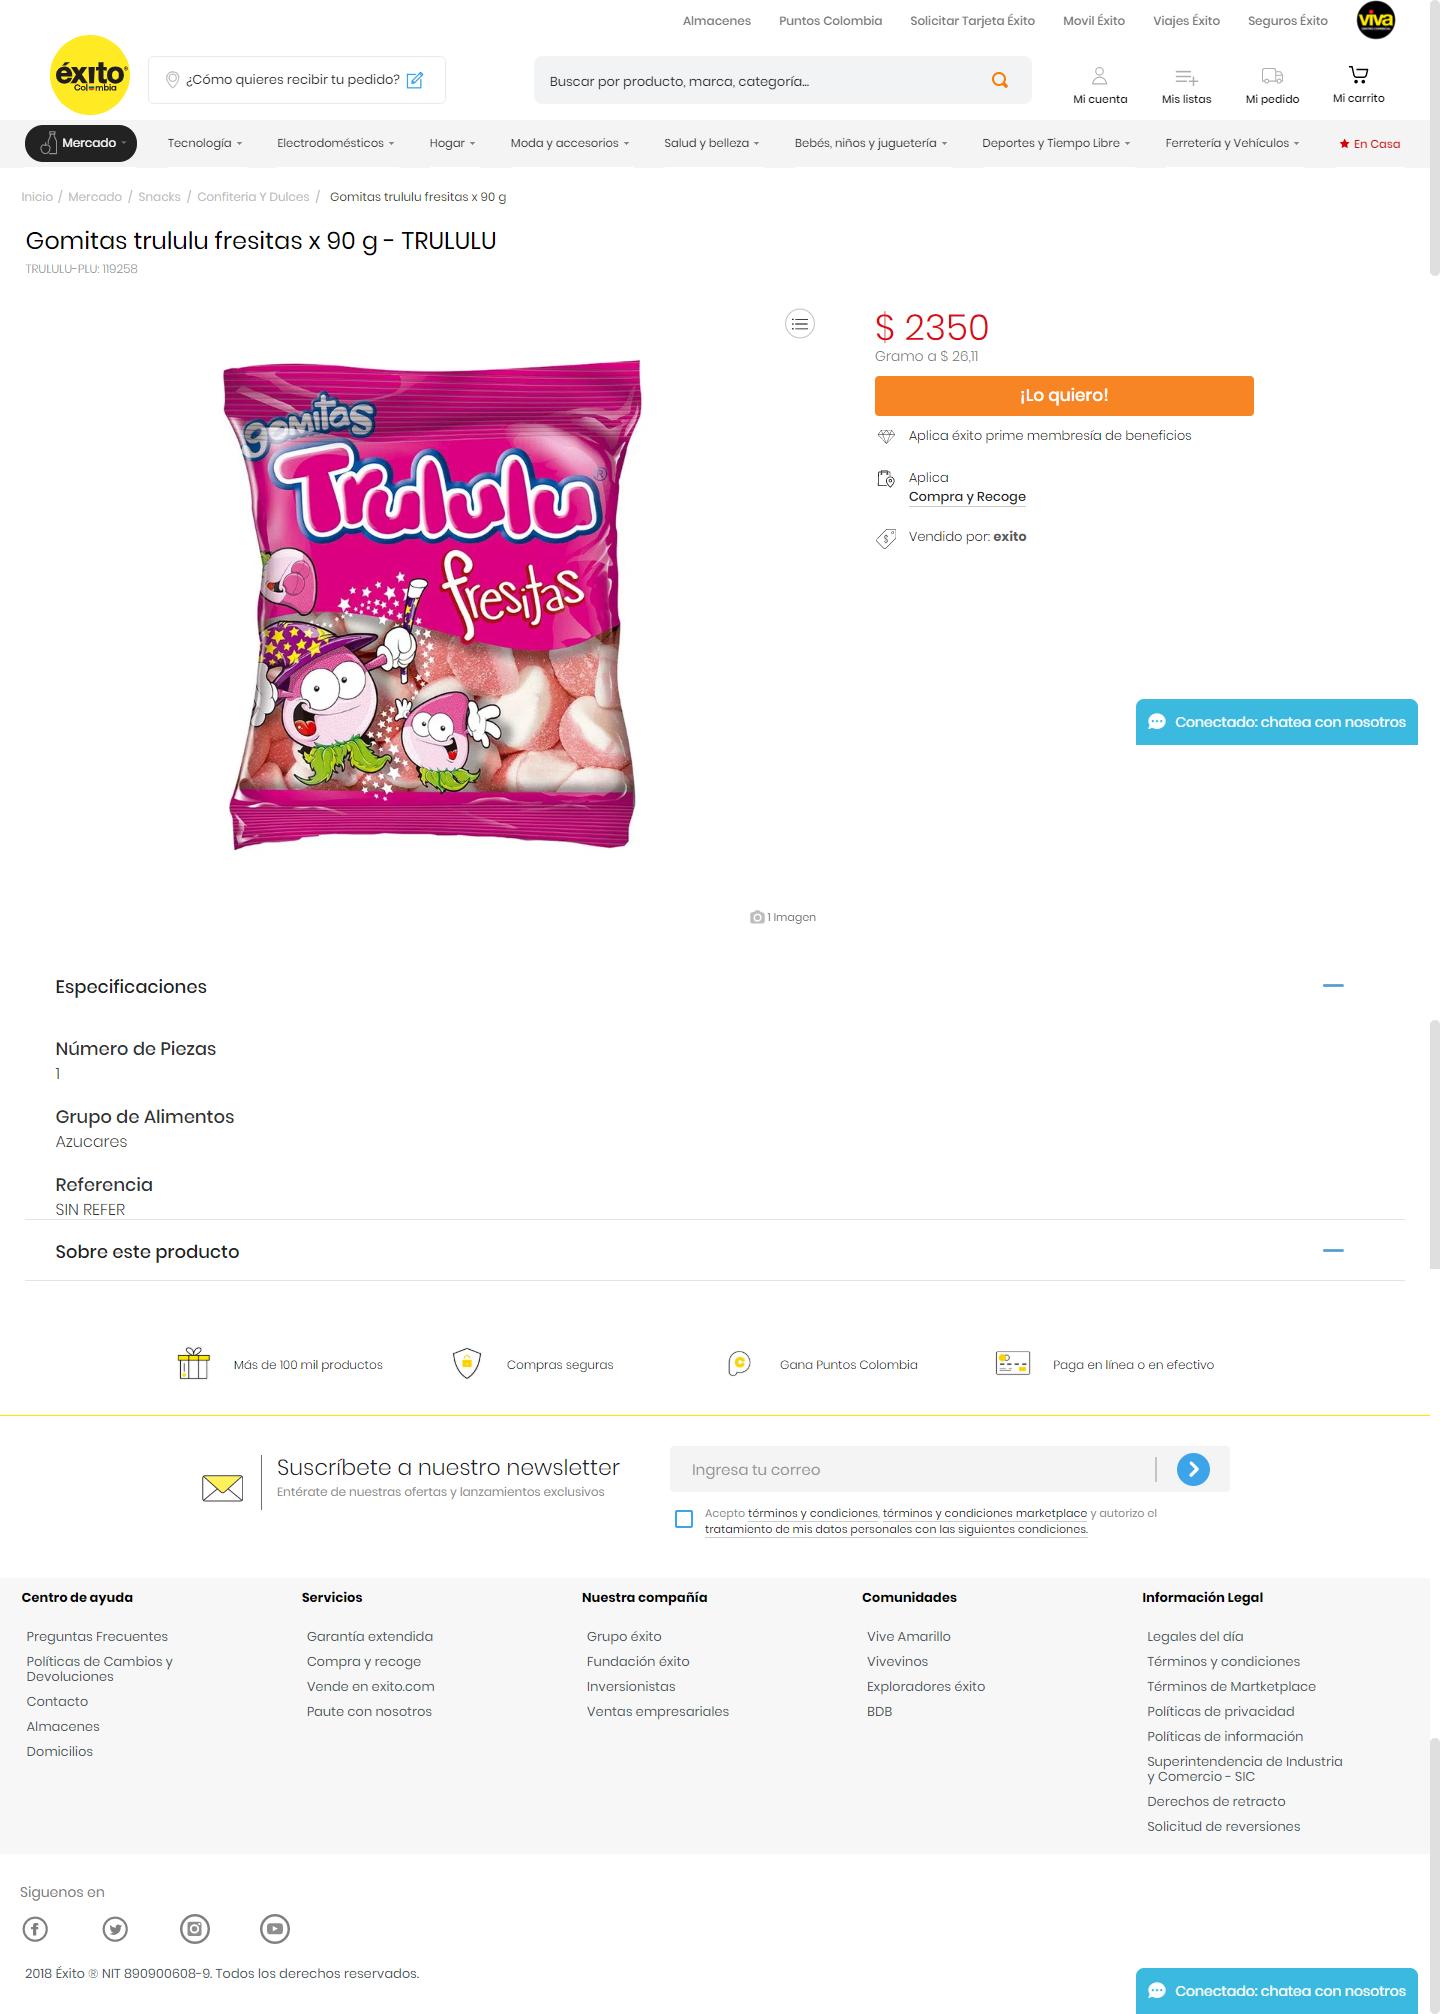 Almacenes Puntos Colombia Solicitar Tarjeta Éxito Movil Éxito Viajes Éxito Seguros Éxito viva
éxito
Colombia
¿Cómo quieres recibir tu pedido?
Buscar por producto, marca, categoría...
Mi cuenta Mis listas Mi pedido Mi carrito
Mercado Tecnología Electrodomésticos Hogar Moda y accesorios Salud y belleza Bebés, niños y juguetería Deportes y Tiempo Libre Ferretería y Vehículos En Casa
Inicio / Mercado / Snacks / Confiteria Y Dulces / Gomitas trululu fresitas x 90 g
Gomitas trululu fresitas x 90 g - TRULULU
TRULULU-PLU: 119258
gomitas
Trululu®
fresitas
$ 2350
Gramo a $ 26,11
¡Lo quiero!
Aplica éxito prime membresía de beneficios
Aplica
Compra y Recoge
Vendido por: exito
Conectado: chatea con nosotros
1 Imagen
Especificaciones
Número de Piezas
1
Grupo de Alimentos
Azucares
Referencia
SIN REFER
Sobre este producto
Más de 100 mil productos Compras seguras Gana Puntos Colombia Paga en línea o en efectivo
Suscríbete a nuestro newsletter
Entérate de nuestras ofertas y lanzamientos exclusivos
Ingresa tu correo
Acepto términos y condiciones, términos y condiciones marketplace y autorizo el
tratamiento de mis datos personales con las siguientes condiciones.
Centro de ayuda
Preguntas Frecuentes
Políticas de Cambios y
Devoluciones
Contacto
Almacenes
Domicilios
Servicios
Garantía extendida
Compra y recoge
Vende en exito.com
Paute con nosotros
Nuestra compañía
Grupo éxito
Fundación éxito
Inversionistas
Ventas empresariales
Comunidades
Vive Amarillo
Vivevinos
Exploradores éxito
BDB
Información Legal
Legales del día
Términos y condiciones
Términos de Martketplace
Políticas de privacidad
Políticas de información
Superintendencia de Industria
y Comercio - SIC
Derechos de retracto
Solicitud de reversiones
Siguenos en
2018 Éxito ® NIT 890900608-9. Todos los derechos reservados.
Conectado: chatea con nosotros